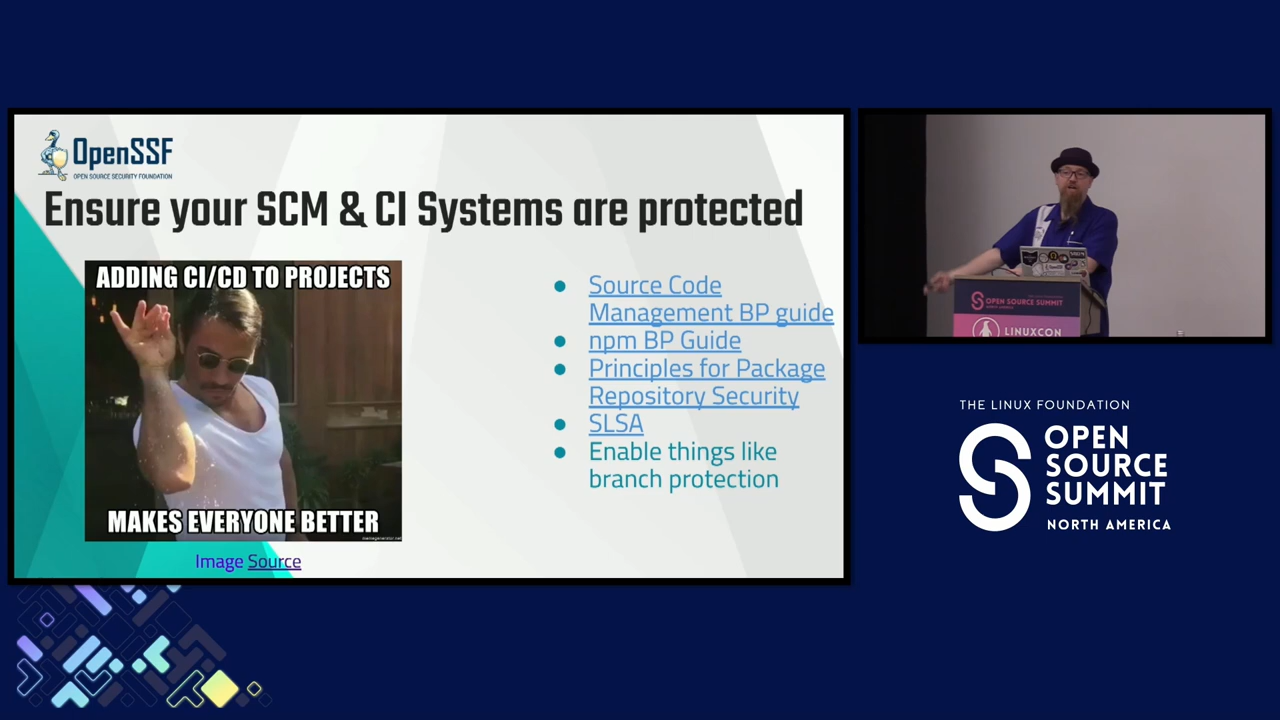 OpenSSF
OPEN SOURCE SECURITY FOUNDATION
Ensure your SCM & CI Systems are protected
ADDING CI/CD TO PROJECTS
MAKES EVERYONE BETTER
memegenerator.net
Image Source
● Source Code
Management BP guide
● npm BP Guide
● Principles for Package
Repository Security
● SLSA
● Enable things like
branch protection
OPEN SOURCE SUMMIT
LINUXCON
THE LINUX FOUNDATION
OPEN
SOURCE
SUMMIT
NORTH AMERICA